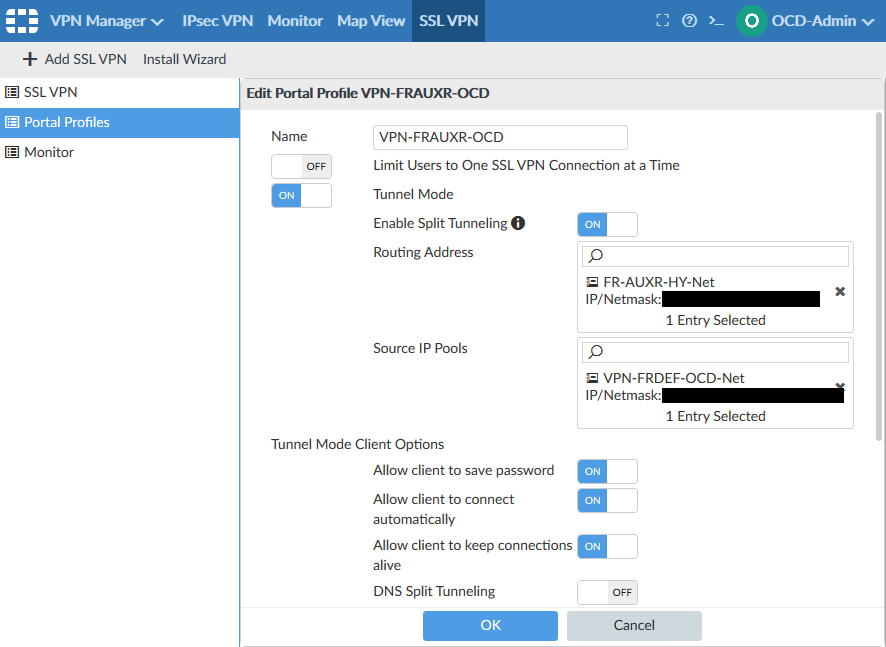 VPN Manager IPsec VPN Monitor Map View SSL VPN OCD-Admin
O
Add SSL VPN Install Wizard
SSL VPN
Portal Profiles
Monitor
Edit Portal Profile VPN-FRAUXR-OCD
Name VPN-FRAUXR-OCD
OFF Limit Users to One SSL VPN Connection at a Time
ON Tunnel Mode
Enable Split Tunneling ON
Routing Address
FR-AUXR-HY-Net
IP/Netmask:
1 Entry Selected
Source IP Pools
VPN-FRDEF-OCD-Net
IP/Netmask:
1 Entry Selected
Tunnel Mode Client Options
Allow client to save password ON
Allow client to connect
automatically ON
Allow client to keep connections
alive ON
DNS Split Tunneling OFF
OK Cancel